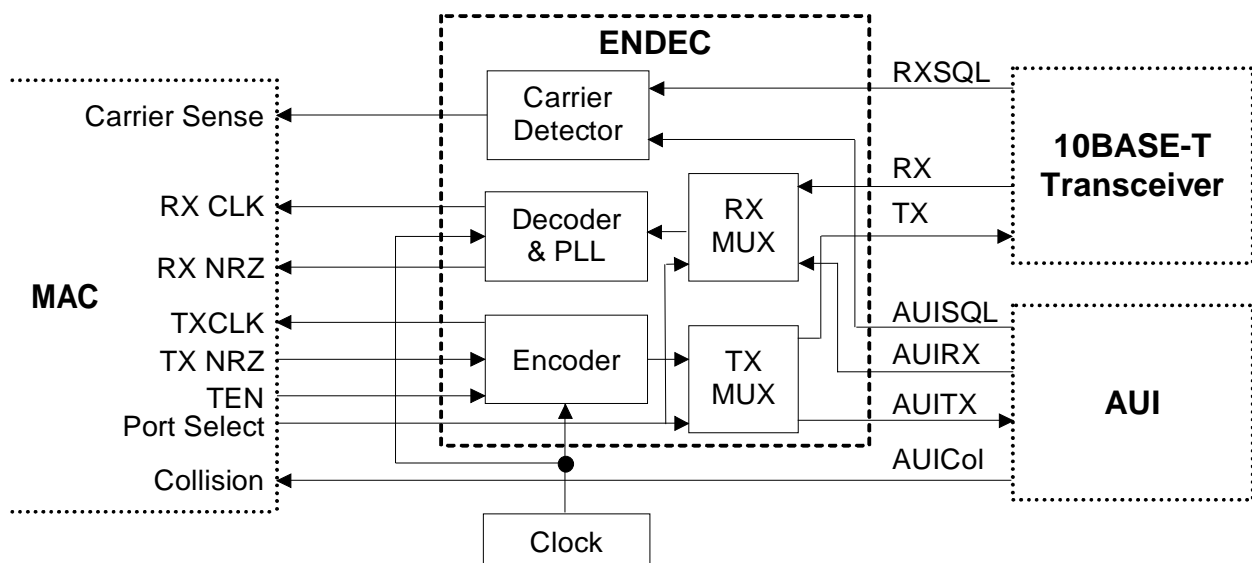 ENDEC
Carrier Sense
Carrier
Detector
RXSQL
10BASE-T
Transceiver
RX CLK
Decoder
& PLL
RX
MUX
RX
TX
RX NRZ
MAC
TXCLK
TX NRZ
TEN
Port Select
Encoder
TX
MUX
AUISQL
AUIRX
AUITX
AUI
Collision
AUICol
Clock